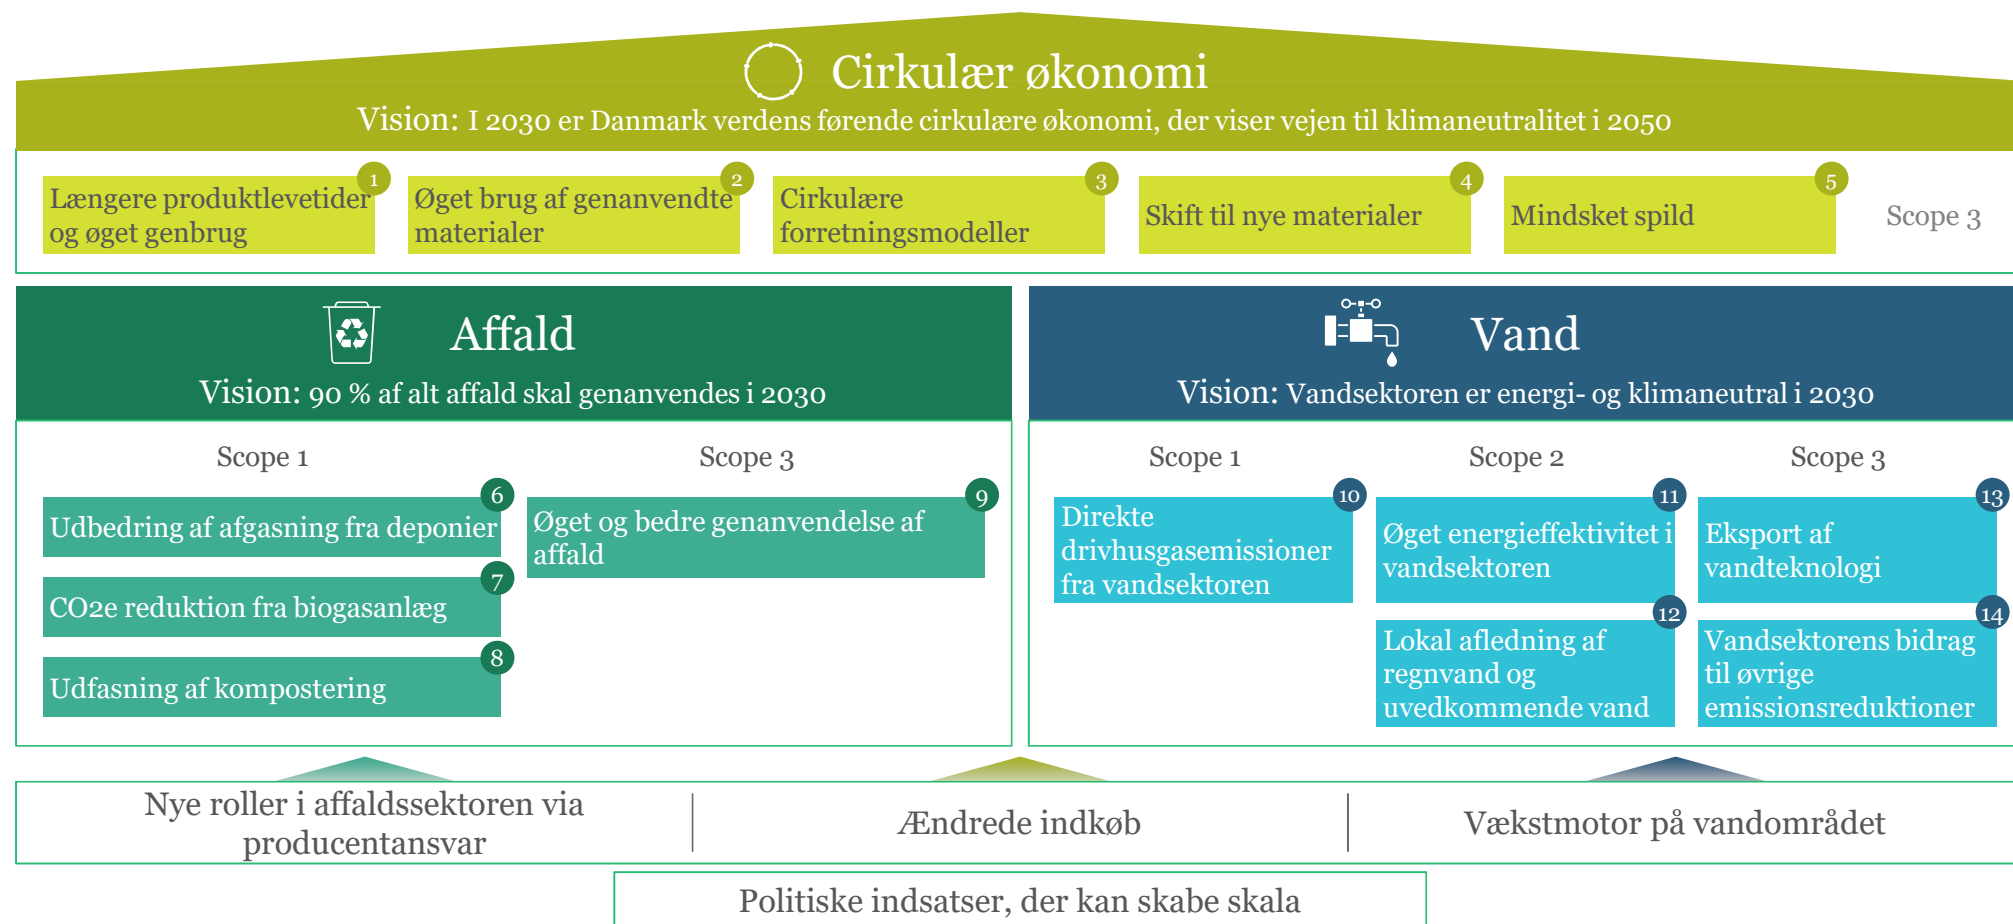 Cirkulær økonomi
Vision: I 2030 er Danmark verdens førende cirkulære økonomi, der viser vejen til klimaneutralitet i 2050
1
Længere produktlevetider
og øget genbrug
2
Øget brug af genanvendte
materialer
3
Cirkulære
forretningsmodeller
4
Skift til nye materialer
5
Mindsket spild
Scope 3
Affald
Vision: 90 % af alt affald skal genanvendes i 2030
Scope 1
6
Udbedring af afgasning fra deponier
7
CO2e reduktion fra biogasanlæg
8
Udfasning af kompostering
Scope 3
9
Øget og bedre genanvendelse af
affald
Vand
Vision: Vandsektoren er energi- og klimaneutral i 2030
Scope 1
10
Direkte
drivhusgasemissioner
fra vandsektoren
Scope 2
11
Øget energieffektivitet i
vandsektoren
12
Lokal afledning af
regnvand og
uvedkommende vand
Scope 3
13
Eksport af
vandteknologi
14
Vandsektorens bidrag
til øvrige
emissionsreduktioner
Nye roller i affaldssektoren via
producentansvar
Ændrede indkøb
Vækstmotor på vandområdet
Politiske indsatser, der kan skabe skala